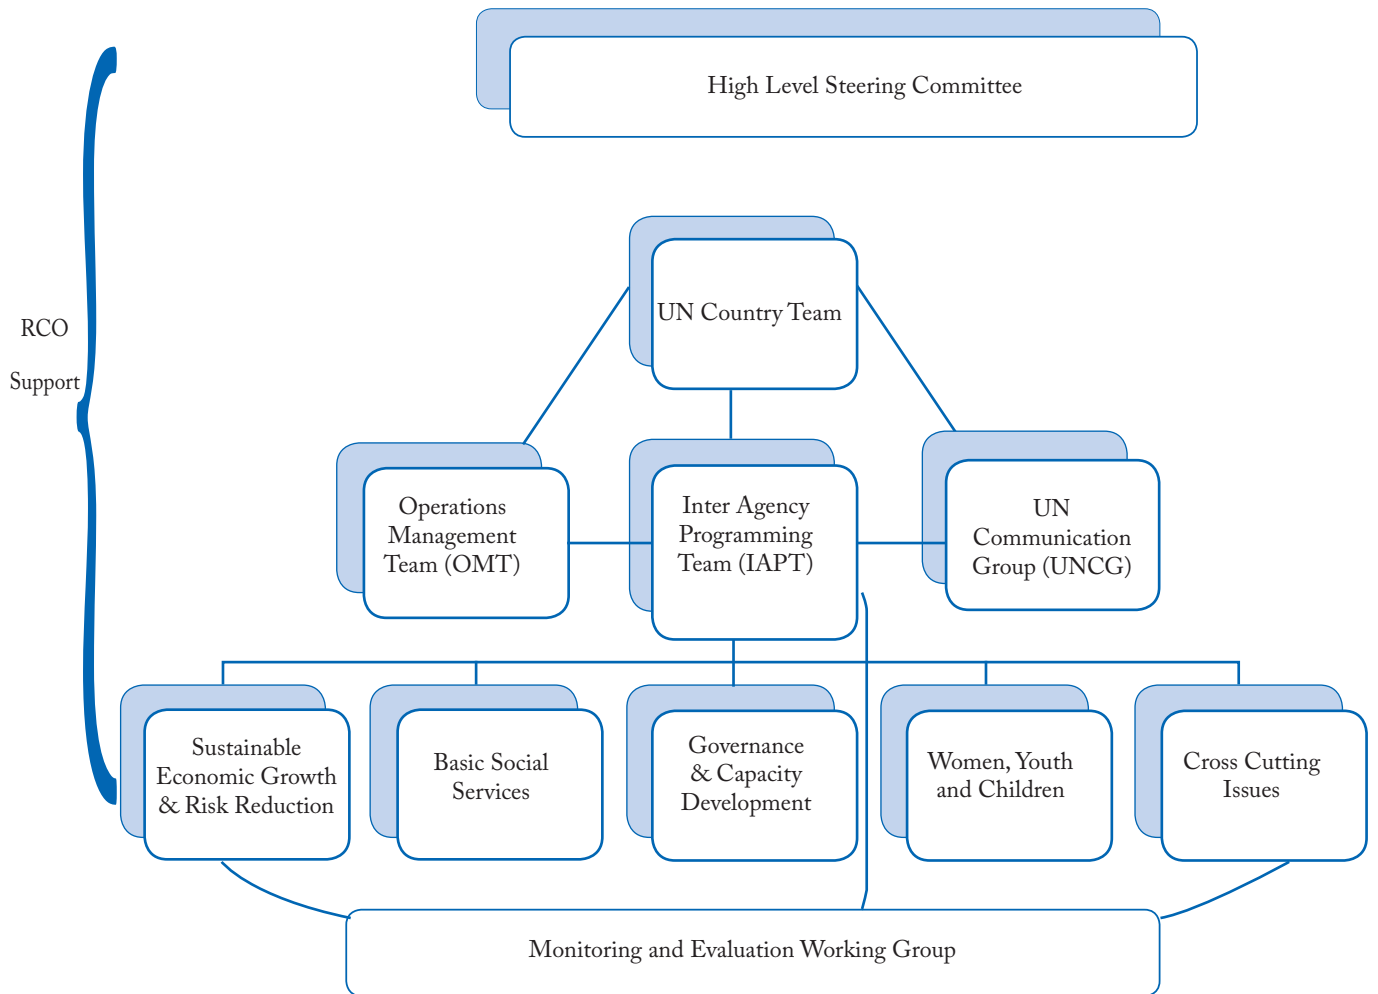 High Level Steering Committee
RCO
Support
UN Country Team
Operations
Management
Team (OMT)
Inter Agency
Programming
Team (IAPT)
UN
Communication
Group (UNCG)
Sustainable
Economic Growth
& Risk Reduction
Basic Social
Services
Governance
& Capacity
Development
Women, Youth
and Children
Cross Cutting
Issues
Monitoring and Evaluation Working Group